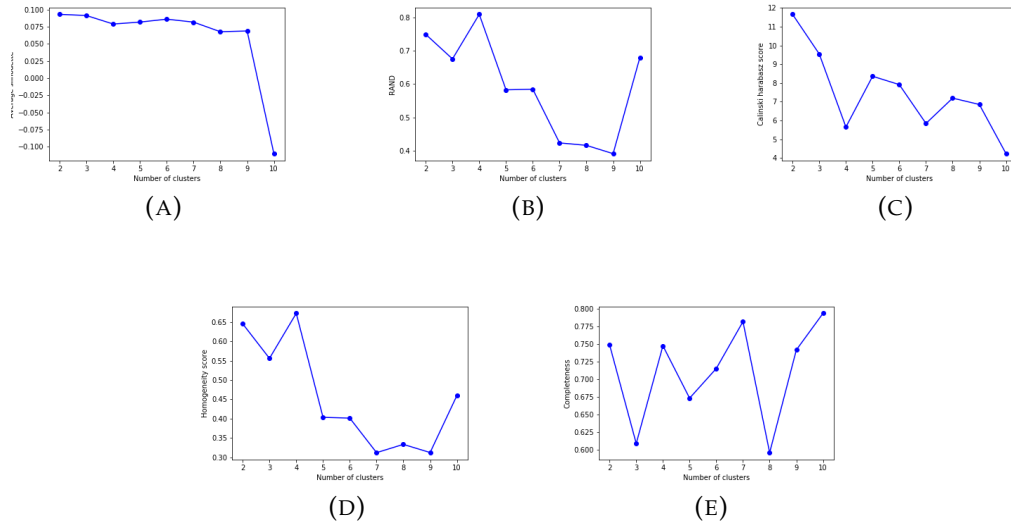 0.100
0.075
0.050
0.025
0.000
−0.025
−0.050
−0.075
−0.100
2 3 4 5 6 7 8 9 10
Number of clusters
(A)
RAND
0.8
0.7
0.6
0.5
0.4
2 3 4 5 6 7 8 9 10
Number of clusters
(B)
Calinski harabasz score
12
11
10
9
8
7
6
5
4
2 3 4 5 6 7 8 9 10
Number of clusters
(C)
Homogeneity score
0.65
0.60
0.55
0.50
0.45
0.40
0.35
0.30
2 3 4 5 6 7 8 9 10
Number of clusters
(D)
Completeness
0.800
0.775
0.750
0.725
0.700
0.675
0.650
0.625
0.600
2 3 4 5 6 7 8 9 10
Number of clusters
(E)